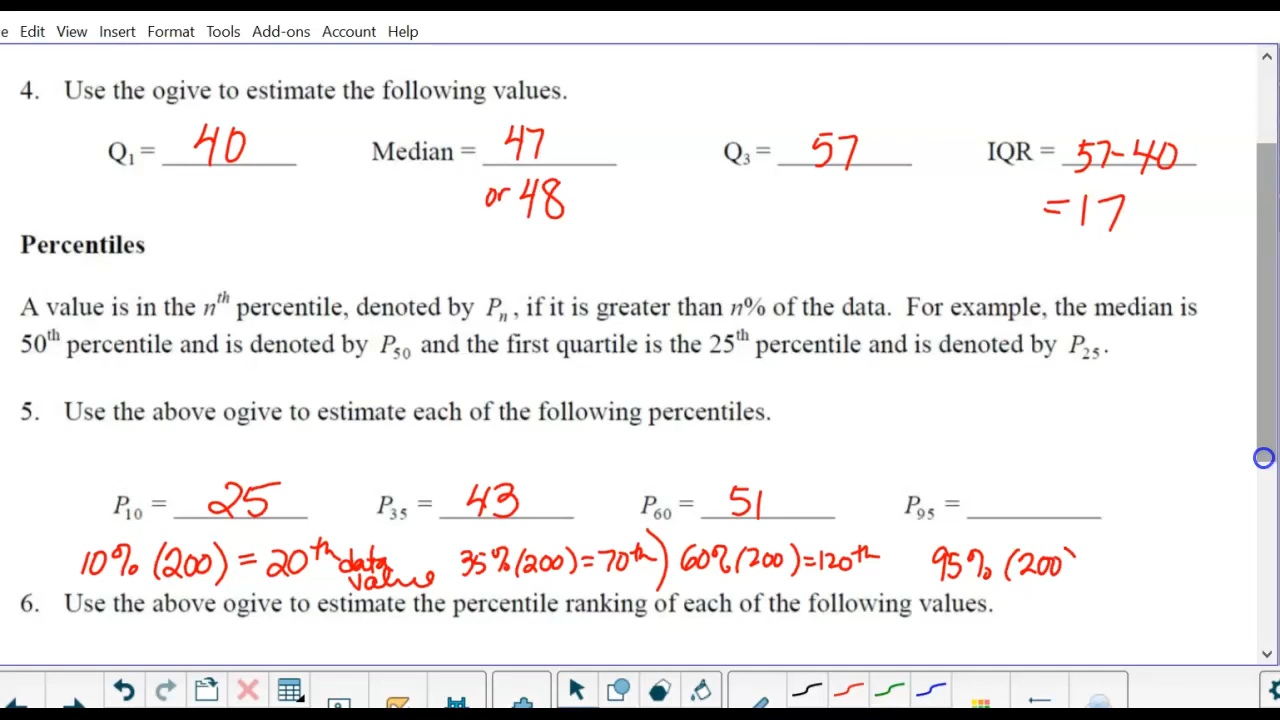 e Edit View Insert Format Tools Add-ons Account Help
4. Use the ogive to estimate the following values.
Q1 = 40 Median = 47 Q3 = 57 IQR = 57-40
or 48 = 17
Percentiles
A value is in the nth percentile, denoted by Pn, if it is greater than n% of the data. For example, the median is
50th percentile and is denoted by P50 and the first quartile is the 25th percentile and is denoted by P25.
5. Use the above ogive to estimate each of the following percentiles.
P10 = 25 P35 = 43 P60 = 51 P95 =
10% (200) = 20th data value 35% (200) = 70th) 60% (200) = 120th 95% (200)
6. Use the above ogive to estimate the percentile ranking of each of the following values.